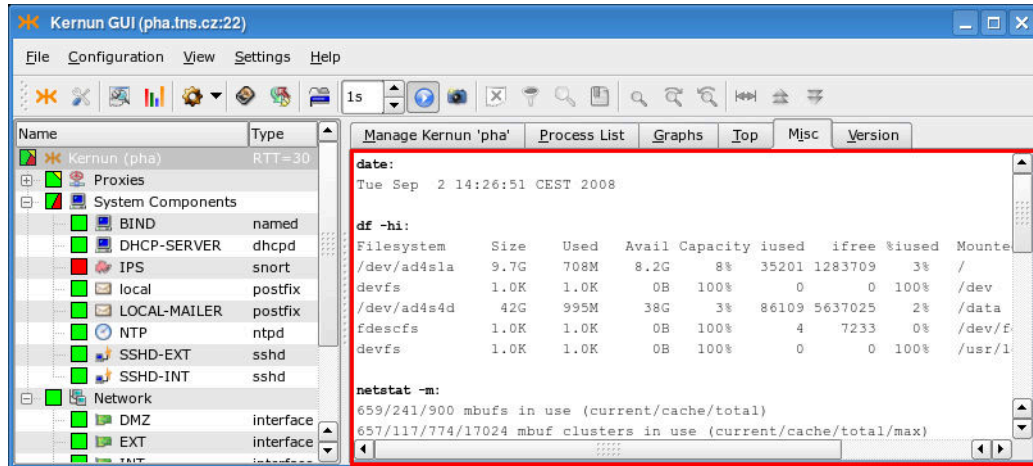 Kernun GUI (pha.tns.cz:22)
File Configuration View Settings Help
1s
Name Type
Manage Kernun 'pha' Process List Graphs Top Misc Version
Kernun (pha) RTT=30
Proxies
System Components
BIND named
DHCP-SERVER dhcpd
IPS snort
local postfix
LOCAL-MAILER postfix
NTP ntpd
SSHD-EXT sshd
SSHD-INT sshd
Network
DMZ interface
EXT interface
INT interface
date:
Tue Sep 2 14:26:51 CEST 2008
df -hi:
Filesystem Size Used Avail Capacity iused ifree %iused Mounte
/dev/ad4s1a 9.7G 708M 8.2G 8% 35201 1283709 3% /
devfs 1.0K 1.0K 0B 100% 0 0 100% /dev
/dev/ad4s4d 42G 995M 38G 3% 86109 5637025 2% /data
fdescfs 1.0K 1.0K 0B 100% 4 7233 0% /dev/f
devfs 1.0K 1.0K 0B 100% 0 0 100% /usr/l
netstat -m:
659/241/900 mbufs in use (current/cache/total)
657/117/774/17024 mbuf clusters in use (current/cache/total/max)